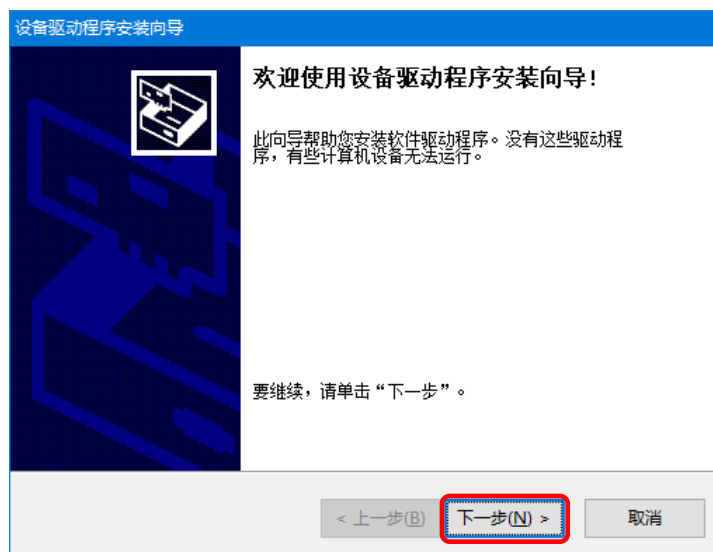 设备驱动程序安装向导
欢迎使用设备驱动程序安装向导!
此向导帮助您安装软件驱动程序。没有这些驱动程
序，有些计算机设备无法运行。
要继续，请单击“下一步”。
< 上一步(B) 下一步(N) > 取消